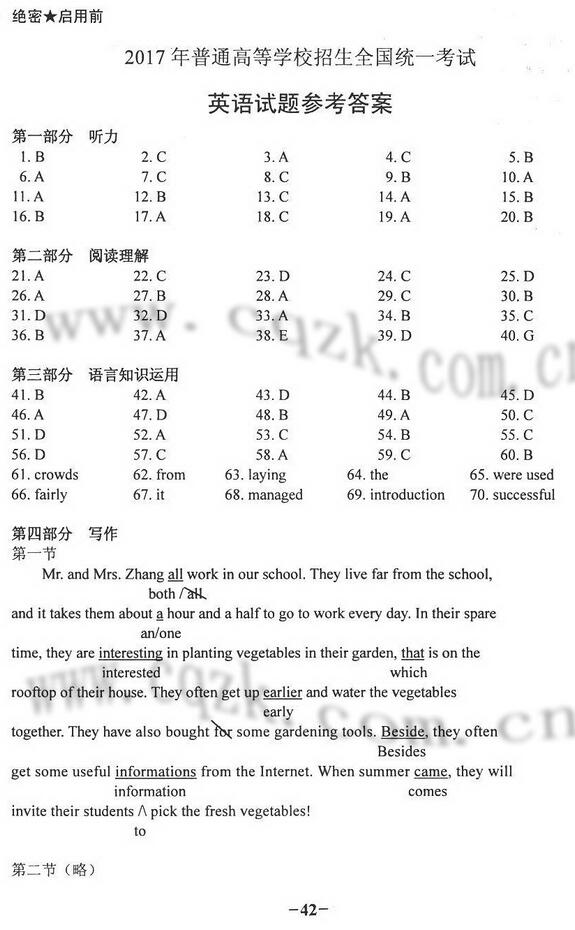 绝密★启用前
2017年普通高等学校招生全国统一考试
英语试题参考答案
第一部分 听力
1. B 2. C 3. A 4. C 5. B
6. A 7. C 8. C 9. B 10. A
11. A 12. B 13. C 14. A 15. B
16. B 17. A 18. C 19. A 20. B
第二部分 阅读理解
21. A 22. C 23. D 24. C 25. D
26. A 27. B 28. A 29. C 30. B
31. D 32. D 33. A 34. B 35. C
36. B 37. A 38. E 39. D 40. G
www.cqzk.com.cn
第三部分 语言知识运用
41. B 42. A 43. D 44. B 45. D
46. A 47. D 48. B 49. A 50. C
51. D 52. A 53. C 54. B 55. C
56. D 57. C 58. A 59. C 60. B
61. crowds 62. from 63. laying 64. the 65. were used
66. fairly 67. it 68. managed 69. introduction 70. successful
第四部分 写作
第一节
Mr. and Mrs. Zhang all work in our school. They live far from the school,
both /all
and it takes them about a hour and a half to go to work every day. In their spare
an/one
time, they are interesting in planting vegetables in their garden, that is on the
interested which
rooftop of their house. They often get up earlier and water the vegetables
early
together. They have also bought for some gardening tools. Beside, they often
Besides
get some useful informations from the Internet. When summer came, they will
information comes
invite their students /\ pick the fresh vegetables!
to
www.cqzk.com.cn
第二节（略）
-42-